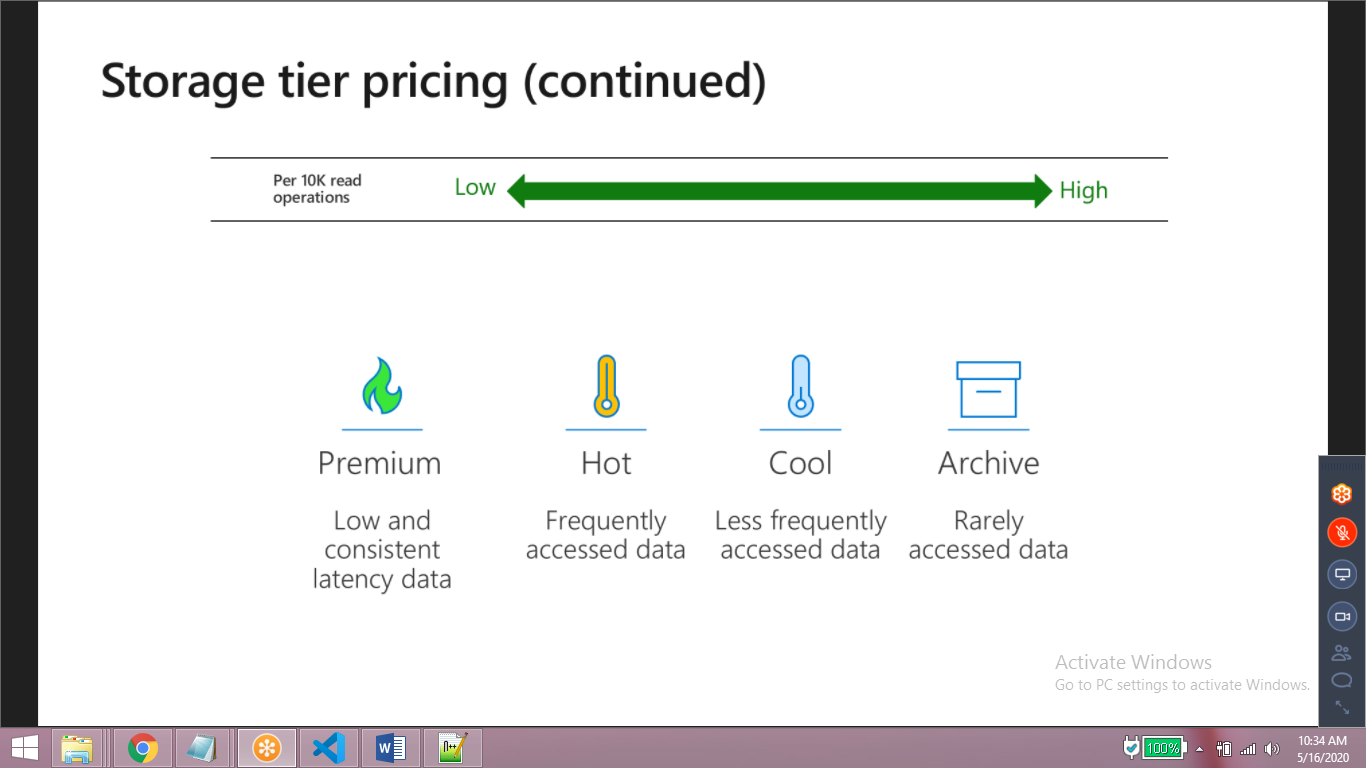 Storage tier pricing (continued)
Per 10K read
operations
Low
High
Premium
Hot
Cool
Archive
Low and
consistent
latency data
Frequently
accessed data
Less frequently
accessed data
Rarely
accessed data
Activate Windows
Go to PC settings to activate Windows.
100%
10:34 AM
5/16/2020